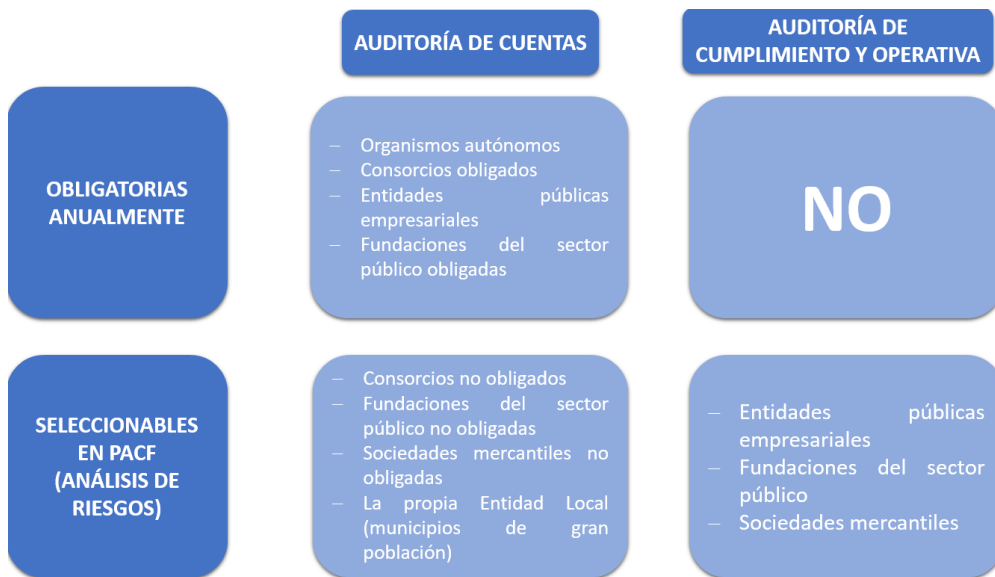 AUDITORÍA DE CUENTAS
AUDITORÍA DE
CUMPLIMIENTO Y OPERATIVA
OBLIGATORIAS
ANUALMENTE
– Organismos autónomos
– Consorcios obligados
– Entidades públicas
empresariales
– Fundaciones del sector
público obligadas
NO
SELECCIONABLES
EN PACF
(ANÁLISIS DE
RIESGOS)
– Consorcios no obligados
– Fundaciones del sector
público no obligadas
– Sociedades mercantiles no
obligadas
– La propia Entidad Local
(municipios de gran
población)
– Entidades públicas
empresariales
– Fundaciones del sector
público
– Sociedades mercantiles